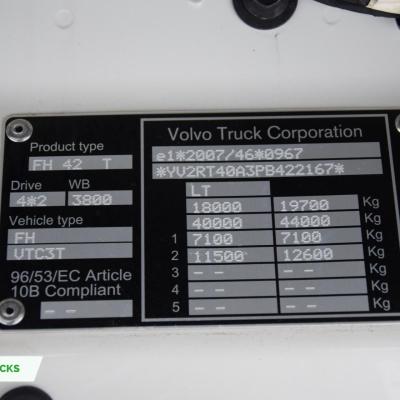 Volvo Truck Corporation
Product type
FH 42 T
e1*2007/46*0967
*YV2RT40A3PB422167*
Drive WB
4*2 3800
LT
18000 19700 Kg
Vehicle type
40000 44000 Kg
FH
1 7100 7100 Kg
VTC3T
2 11500 12600 Kg
96/53/EC Article
10B Compliant
3 -- -- Kg
4 -- -- Kg
-- 
5 -- -- Kg
CKS